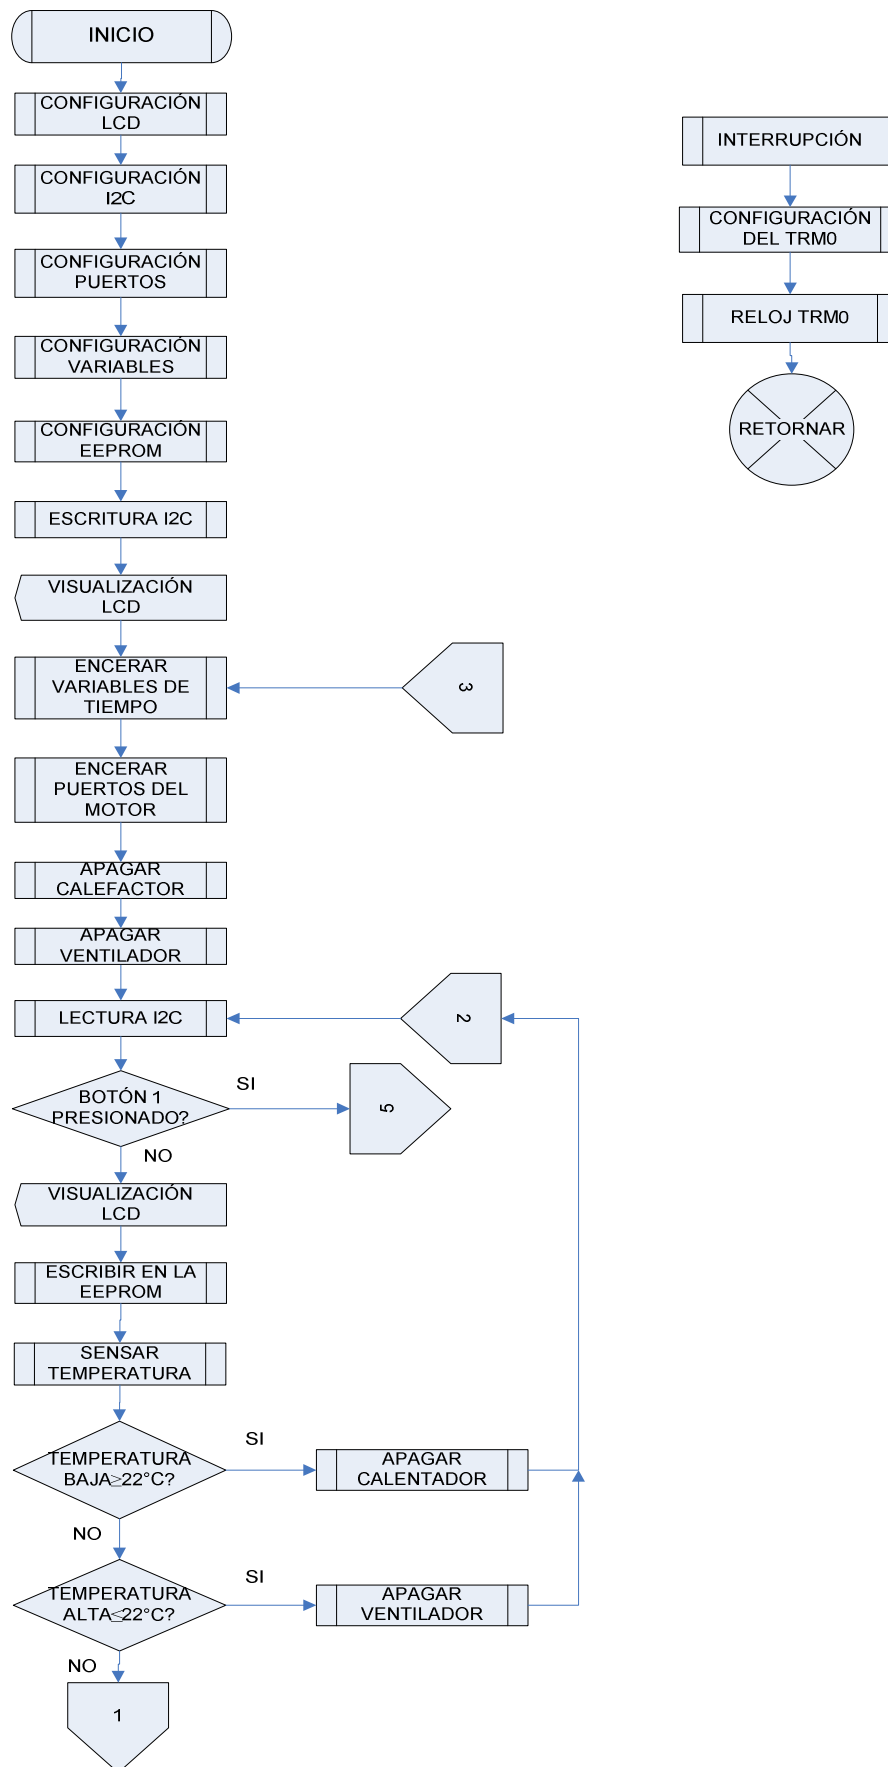 INICIO
CONFIGURACIÓN
LCD
CONFIGURACIÓN
I2C
CONFIGURACIÓN
PUERTOS
CONFIGURACIÓN
VARIABLES
CONFIGURACIÓN
EEPROM
ESCRITURA I2C
VISUALIZACIÓN
LCD
ENCERAR
VARIABLES DE
TIEMPO
3
ENCERAR
PUERTOS DEL
MOTOR
APAGAR
CALEFACTOR
APAGAR
VENTILADOR
LECTURA I2C
2
BOTÓN 1
PRESIONADO?
SI
5
NO
VISUALIZACIÓN
LCD
ESCRIBIR EN LA
EEPROM
SENSAR
TEMPERATURA
TEMPERATURA
BAJA≥22°C?
SI
APAGAR
CALENTADOR
NO
TEMPERATURA
ALTA≤22°C?
SI
APAGAR
VENTILADOR
NO
1
INTERRUPCIÓN
CONFIGURACIÓN
DEL TRM0
RELOJ TRM0
RETORNAR